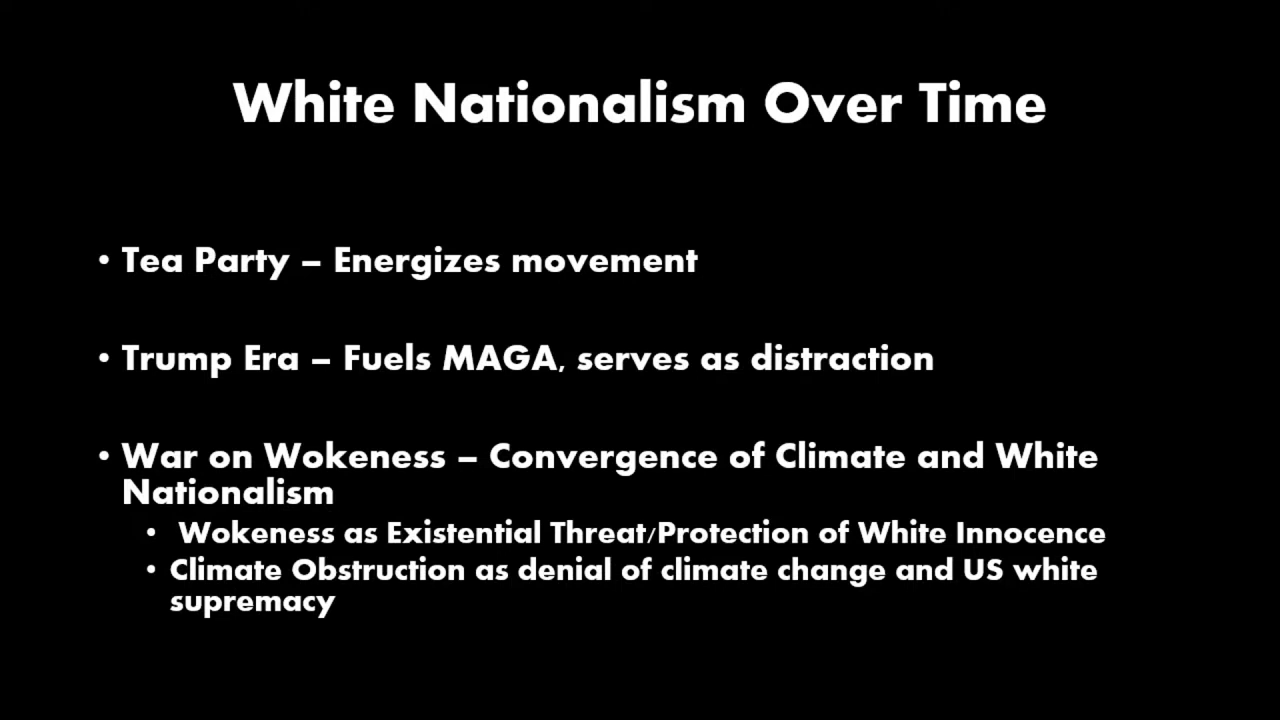 White Nationalism Over Time
• Tea Party – Energizes movement
• Trump Era – Fuels MAGA, serves as distraction
• War on Wokeness – Convergence of Climate and White
Nationalism
• Wokeness as Existential Threat/Protection of White Innocence
• Climate Obstruction as denial of climate change and US white
supremacy